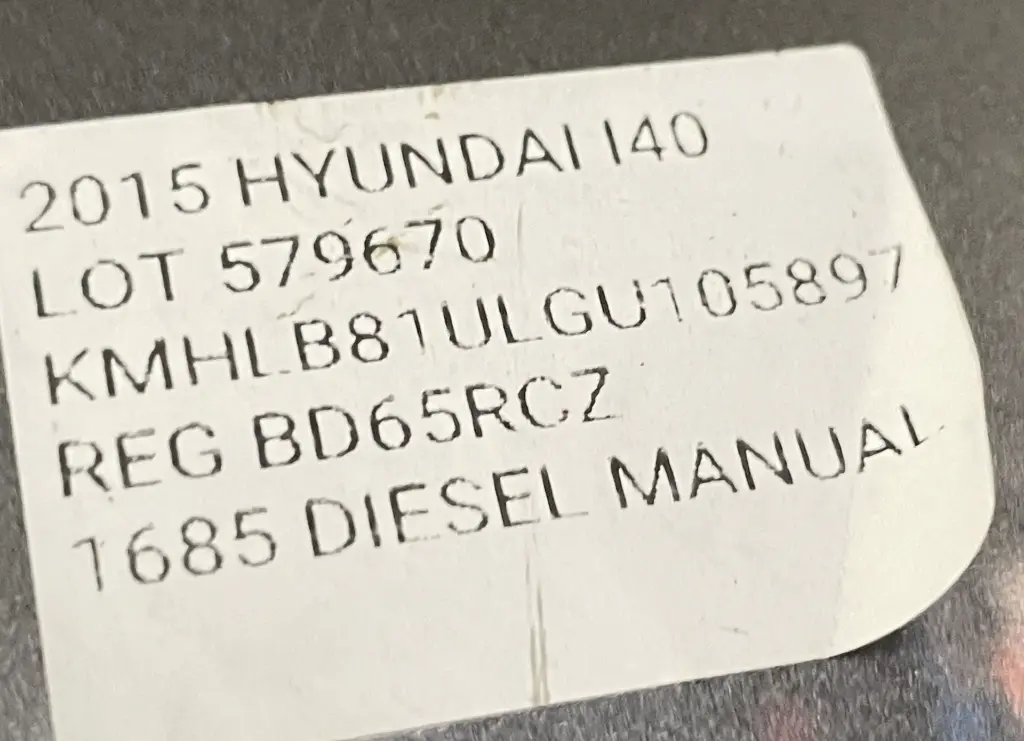 2015 HYUNDAI I40
LOT 579670
KMHLB81ULGU105897
REG BD65RCZ
1685 DIESEL MANUAL